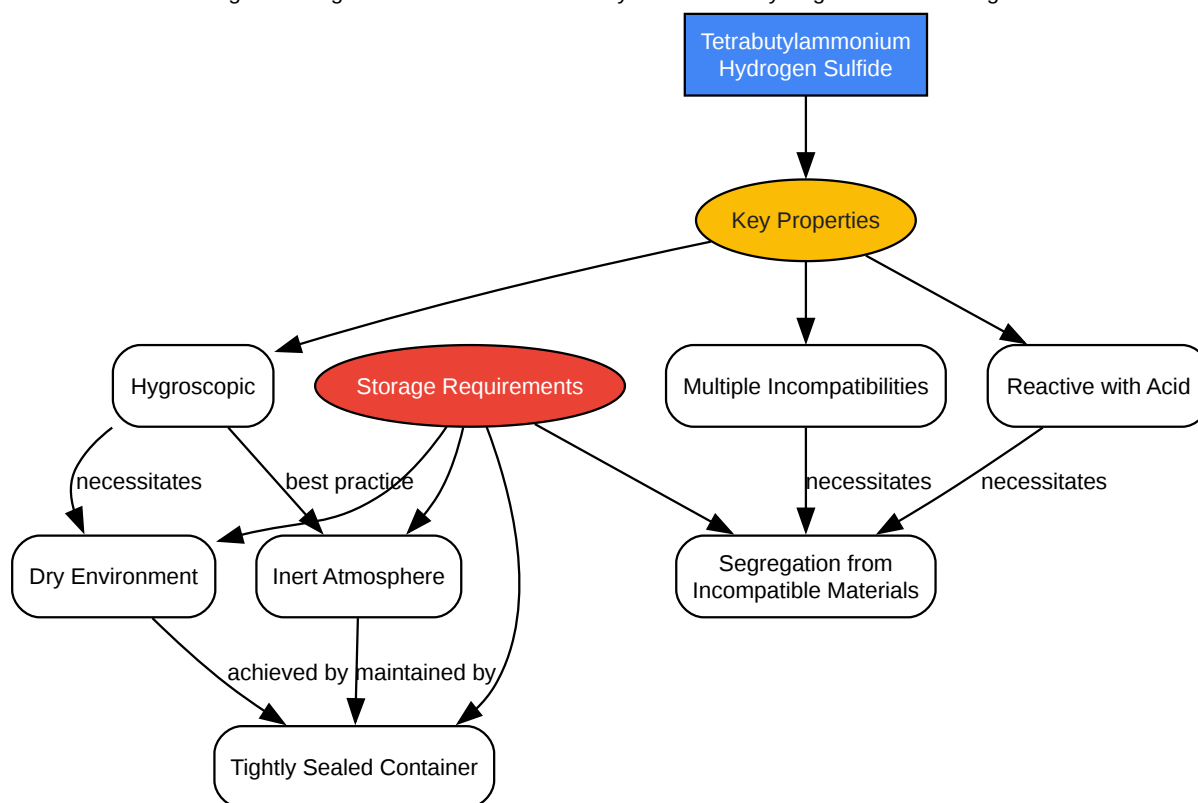 Tetrabutylammonium
Hydrogen Sulfide
Key Properties
Hygroscopic
Storage Requirements
Multiple Incompatibilities
Reactive with Acid
necessitates
best practice
necessitates
necessitates
Dry Environment
Inert Atmosphere
Segregation from
Incompatible Materials
achieved by
maintained by
Tightly Sealed Container